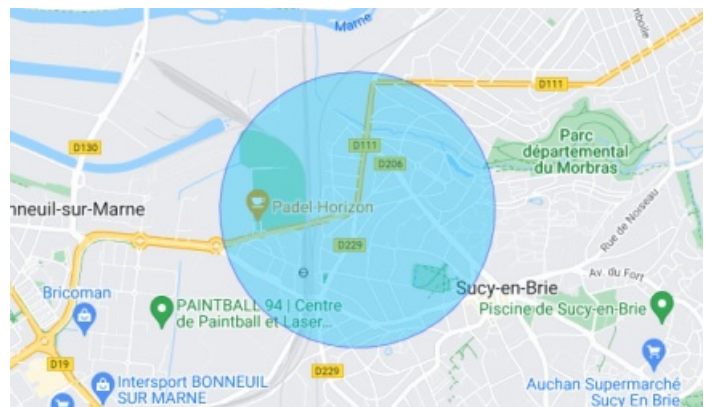 Marne
D111
D130
D111
D206
Parc
départemental
du Morbras
nneuil-sur-Marne
Padel Horizon
Rue de Noiseau
D229
Av. du Fort
Bricoman
Sucy-en-Brie
PAINTBALL 94 | Centre
de Paintball et Laser...
Piscine de Sucy-en-Brie
D19
D229
Intersport BONNEUIL
SUR MARNE
Auchan Supermarché
Sucy En Brie